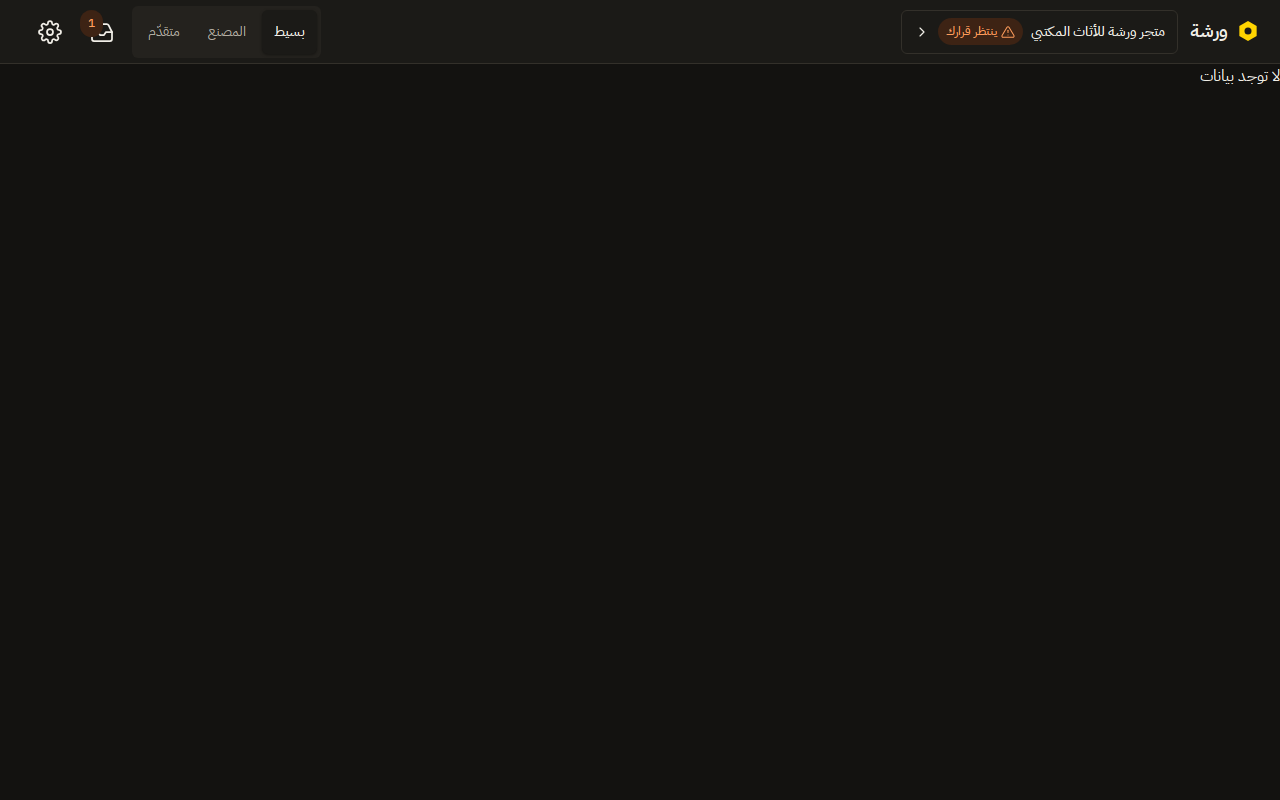 ورشة
متجر ورشة للأثاث المكتبي
ينتظر قرارك
بسيط
المصنع
متقدّم
1
لا توجد بيانات